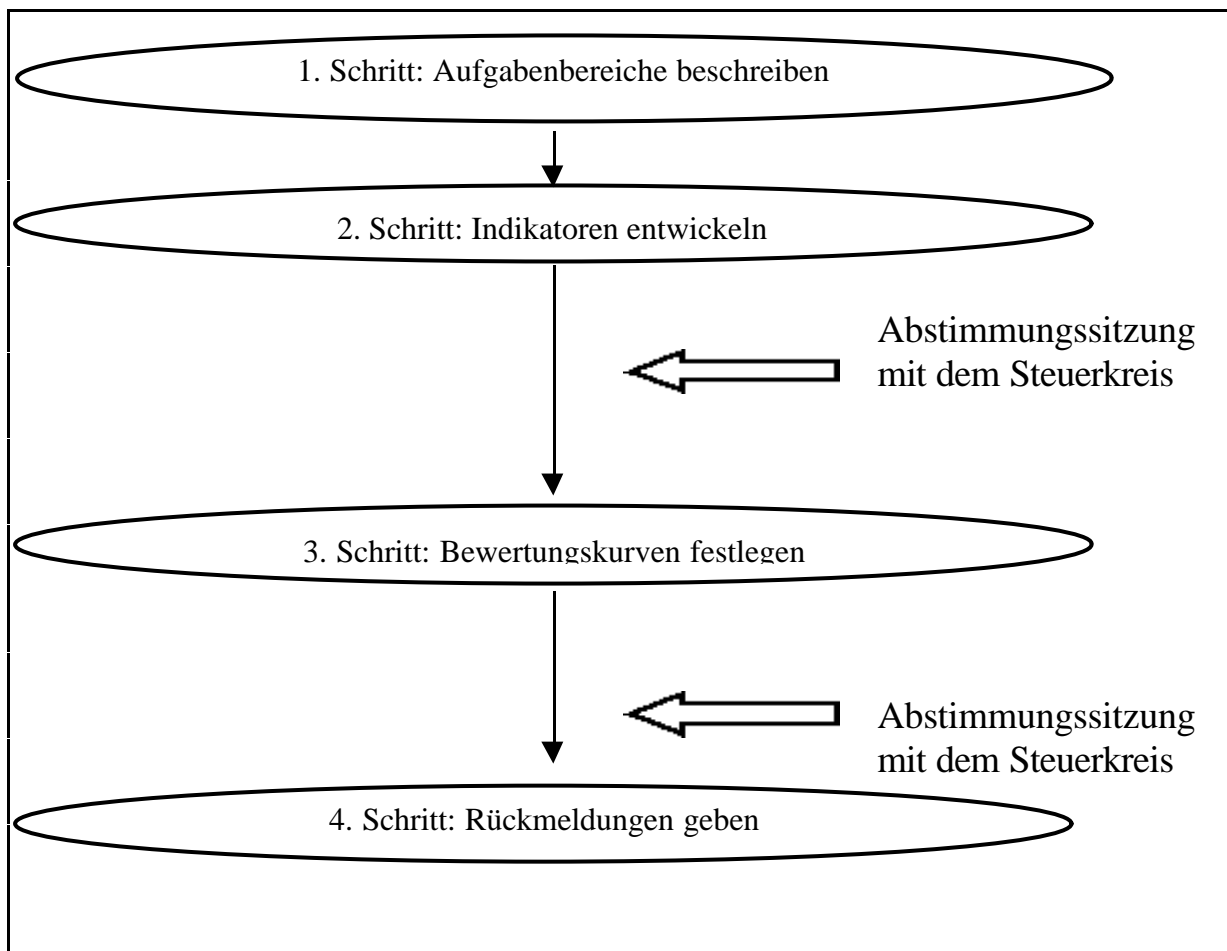 1. Schritt: Aufgabenbereiche beschreiben
2. Schritt: Indikatoren entwickeln
Abstimmungssitzung
mit dem Steuerkreis
3. Schritt: Bewertungskurven festlegen
Abstimmungssitzung
mit dem Steuerkreis
4. Schritt: Rückmeldungen geben